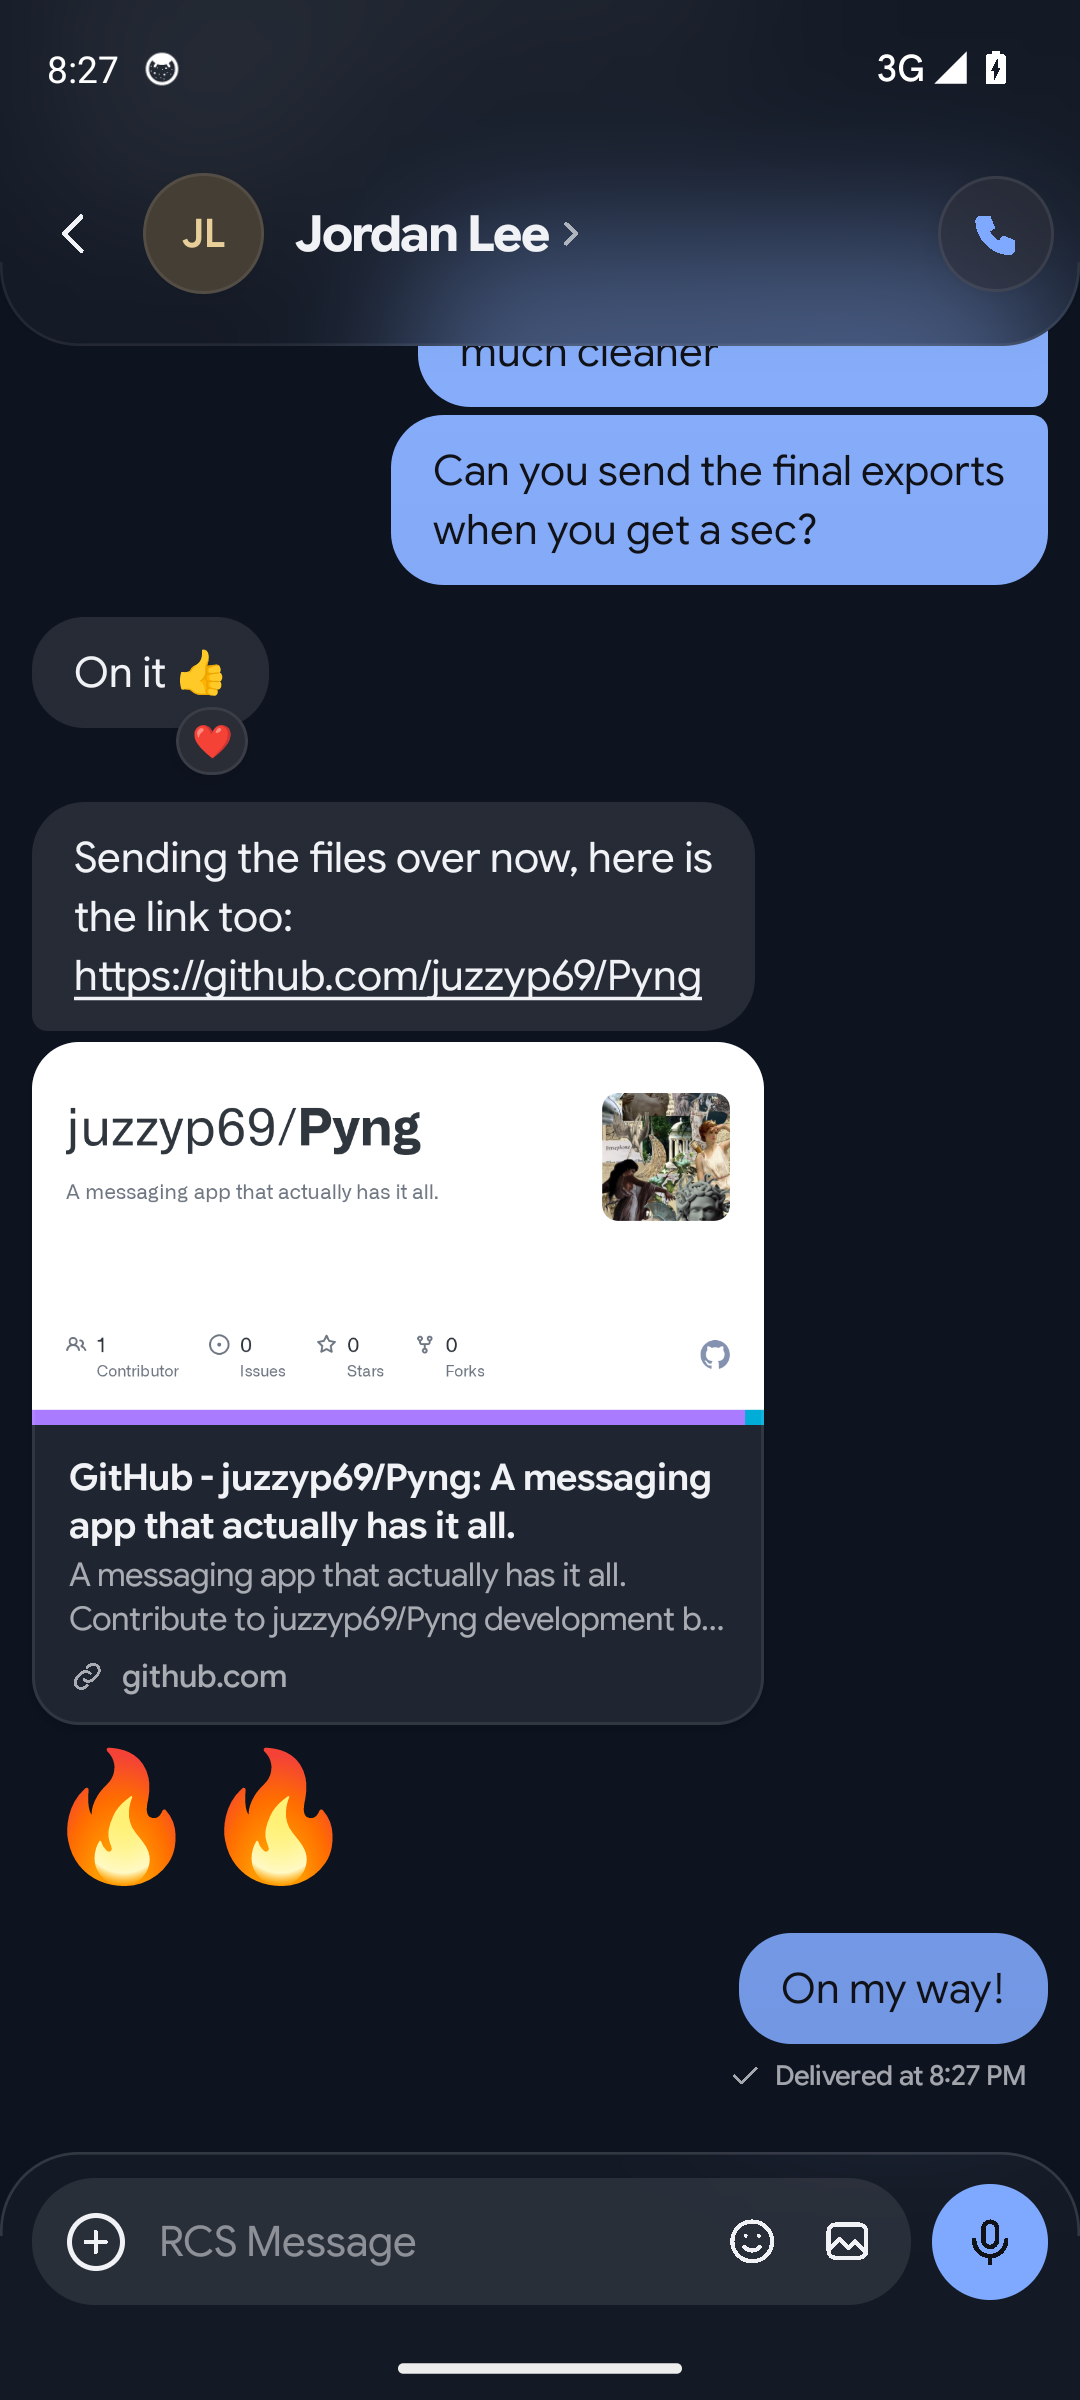 8:27
3G
JL
Jordan Lee
much cleaner
Can you send the final exports
when you get a sec?
On it 👍
❤️
Sending the files over now, here is
the link too:
https://github.com/juzzyp69/Pyng
juzzyp69/Pyng
A messaging app that actually has it all.
1
Contributor
0
Issues
0
Stars
0
Forks
GitHub - juzzyp69/Pyng: A messaging
app that actually has it all.
A messaging app that actually has it all.
Contribute to juzzyp69/Pyng development b...
github.com
🔥 🔥
On my way!
Delivered at 8:27 PM
RCS Message